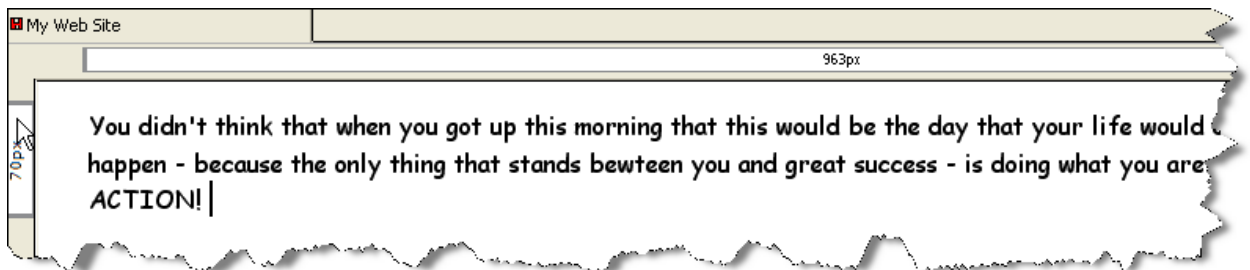 My Web Site
963px
70px
You didn't think that when you got up this morning that this would be the day that your life would
happen - because the only thing that stands bewteen you and great success - is doing what you are
ACTION!